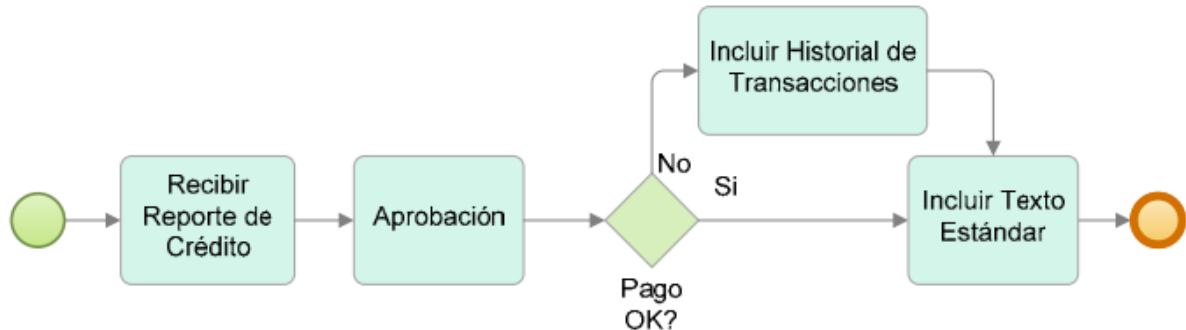 Incluir Historial de
Transacciones
Recibir
Reporte de
Crédito
Aprobación
No
Si
Pago
OK?
Incluir Texto
Estándar